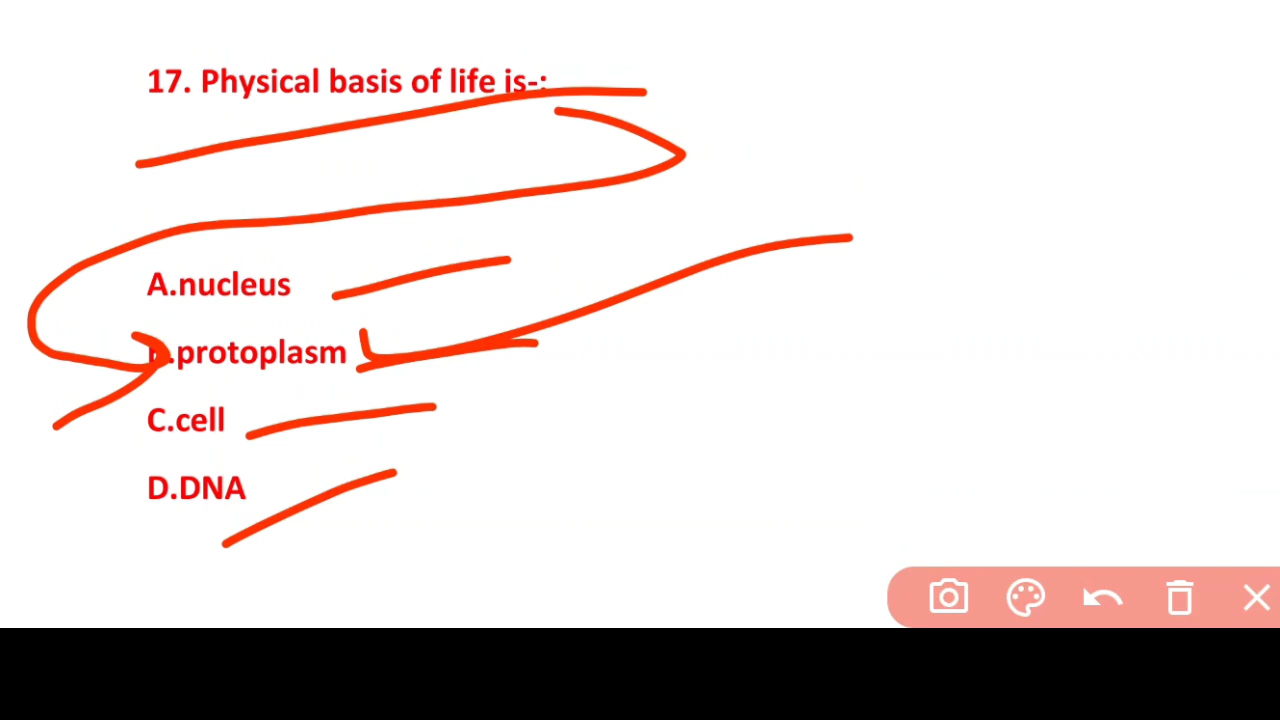 17. Physical basis of life is-:
A.nucleus
.protoplasm
C.cell
D.DNA